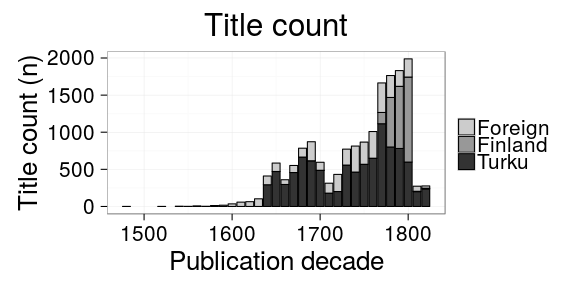 Title count
Title count (n)
2000
1500
1000
500
0
1500
1600
1700
1800
Publication decade
Foreign
Finland
Turku